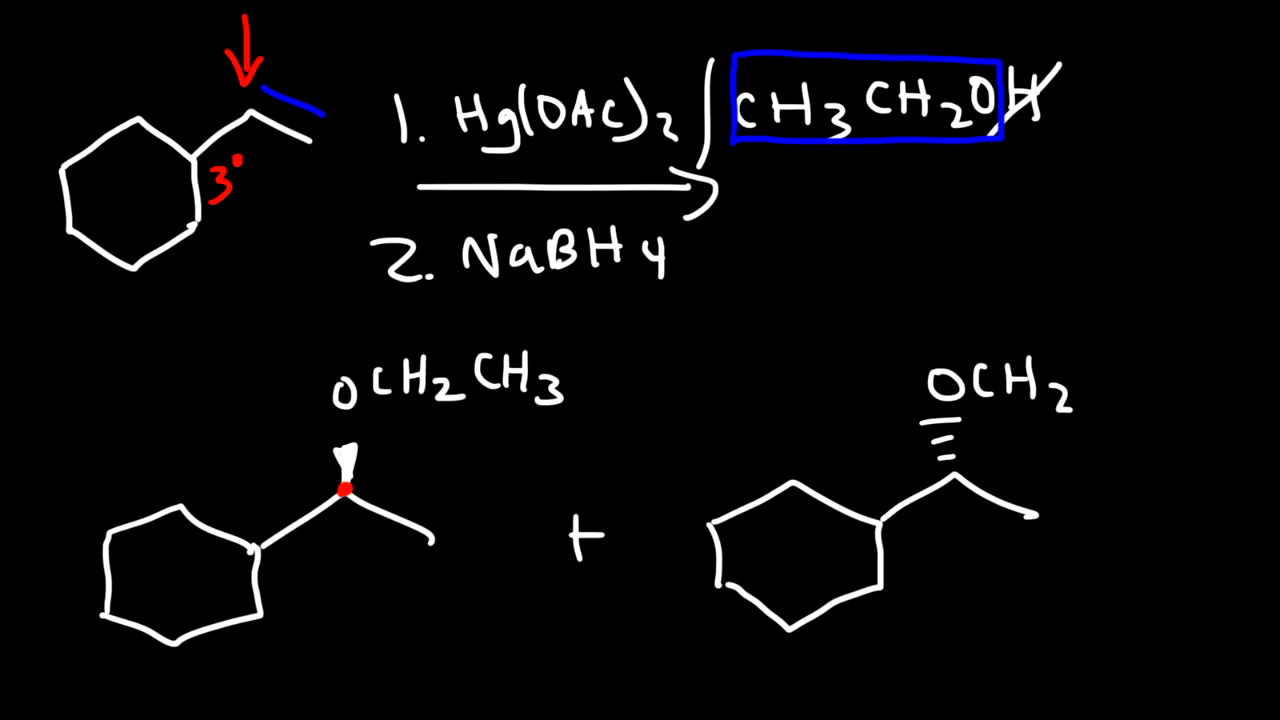 1. Hg(OAc)2 / CH3CH2OH
3°
2. NaBH4
OCH2CH3
OCH2
+